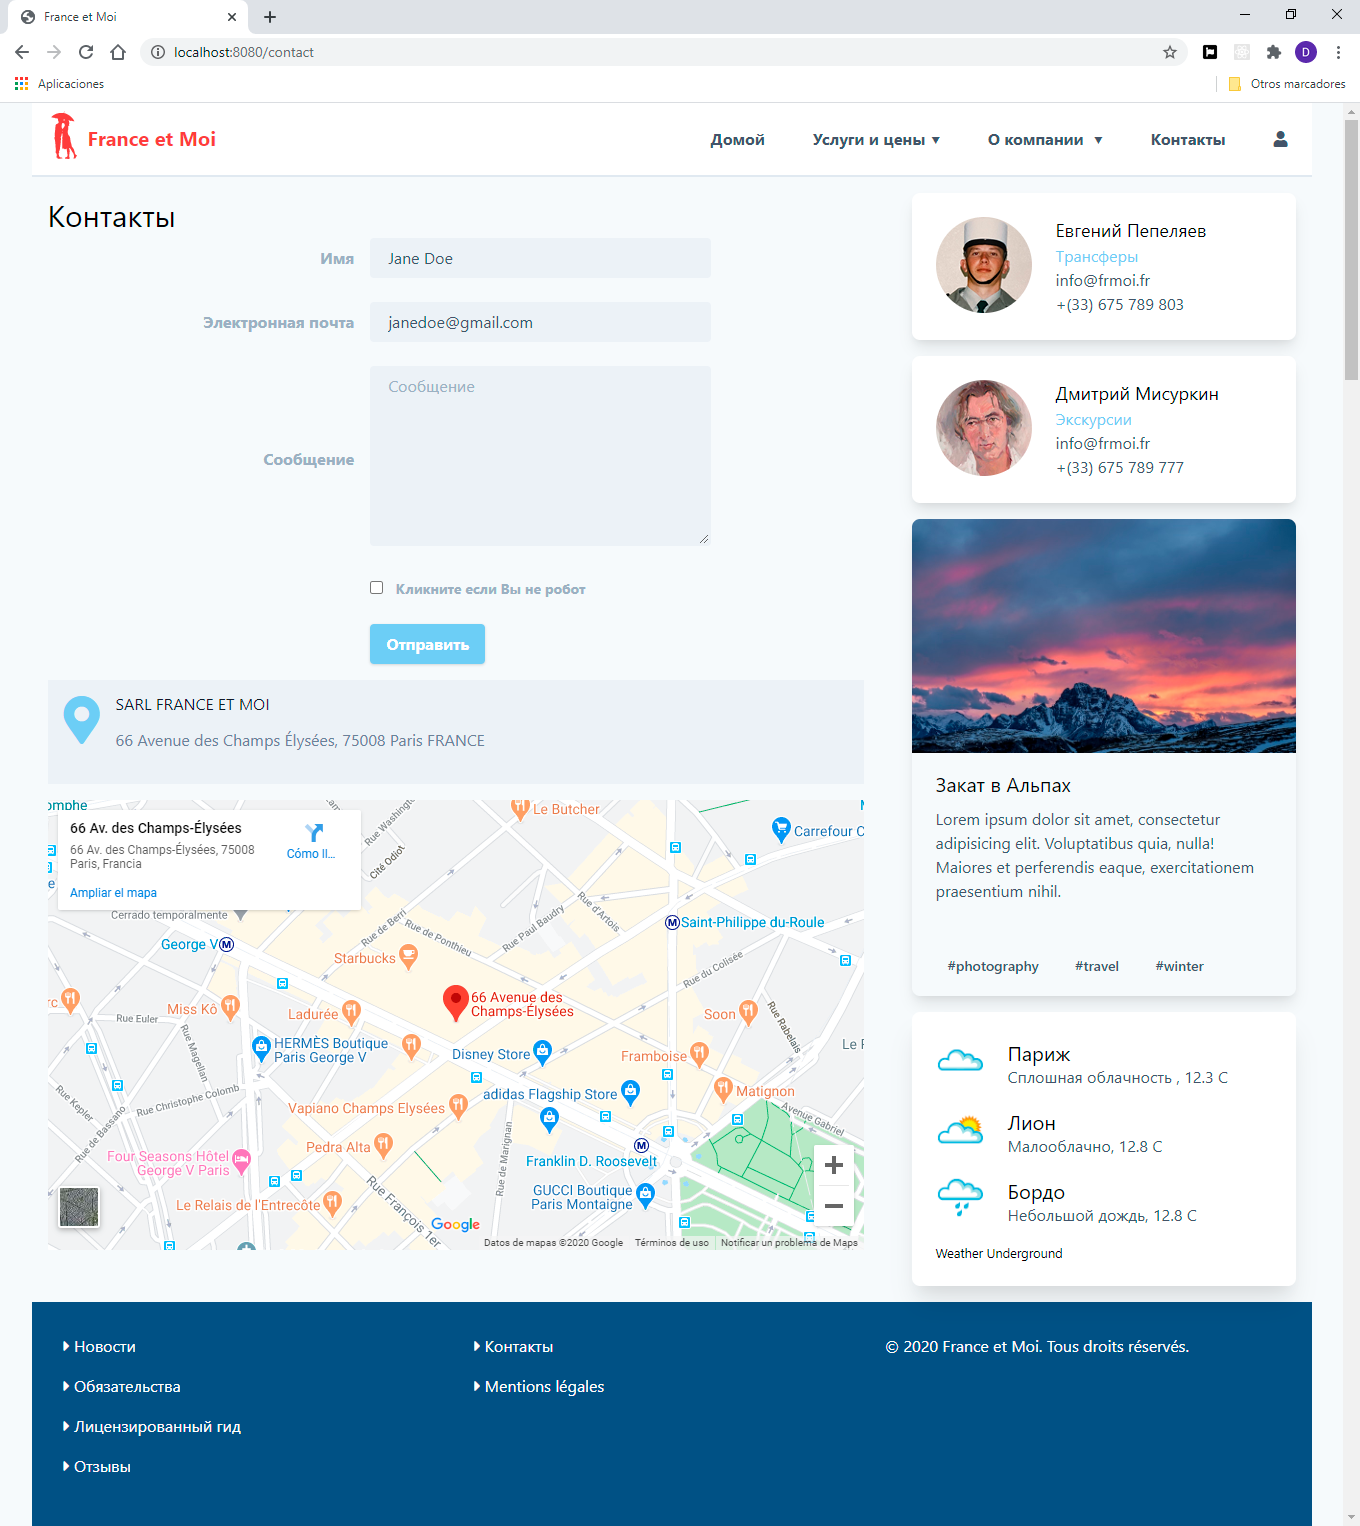 France et Moi
localhost:8080/contact
D
Aplicaciones
Otros marcadores
France et Moi
Домой
Услуги и цены
О компании
Контакты
Контакты
Имя
Jane Doe
Электронная почта
janedoe@gmail.com
Сообщение
Сообщение
Кликните если Вы не робот
Отправить
SARL FRANCE ET MOI
66 Avenue des Champs Élysées, 75008 Paris FRANCE
omphe
66 Av. des Champs-Élysées
66 Av. des Champs-Élysées, 75008
Paris, Francia
Cómo ll...
Ampliar el mapa
Cerrado temporalmente
Le Butcher
Rue Washington
Carrefour C
Cité Odiot
George V
M
Rue de Berri
Rue de Ponthieu
Rue Paul Baudry
Rue d'Artois
M
Saint-Philippe du-Roule
Rue du Colisée
Starbucks
66 Avenue des
Champs-Élysées
rc.
Miss Kô
Ladurée
Soon
Rue Rabelais
Rue Euler
HERMÈS Boutique
Paris George V
Disney Store
Framboise
Le F
Rue Magellan
adidas Flagship Store
Matignon
Rue Kepler
Rue Christophe Colomb
Vapiano Champs Elysées
Avenue Gabriel
Rue de Bassano
Pedra Alta
Rue de Marignan
M
Franklin D. Roosevelt
Four Seasons Hôtel
George V Paris
GUCCI Boutique
Paris Montaigne
Le Relais de l'Entrecôte
Rue François 1er
Google
Datos de mapas ©2020 Google
Términos de uso
Notificar un problema de Maps
Евгений Пепеляев
Трансферы
info@frmoi.fr
+(33) 675 789 803
Дмитрий Мисуркин
Экскурсии
info@frmoi.fr
+(33) 675 789 777
Закат в Альпах
Lorem ipsum dolor sit amet, consectetur
adipisicing elit. Voluptatibus quia, nulla!
Maiores et perferendis eaque, exercitationem
praesentium nihil.
#photography
#travel
#winter
Париж
Сплошная облачность , 12.3 C
Лион
Малооблачно, 12.8 C
Бордо
Небольшой дождь, 12.8 C
Weather Underground
Новости
Обязательства
Лицензированный гид
Отзывы
Контакты
Mentions légales
© 2020 France et Moi. Tous droits réservés.